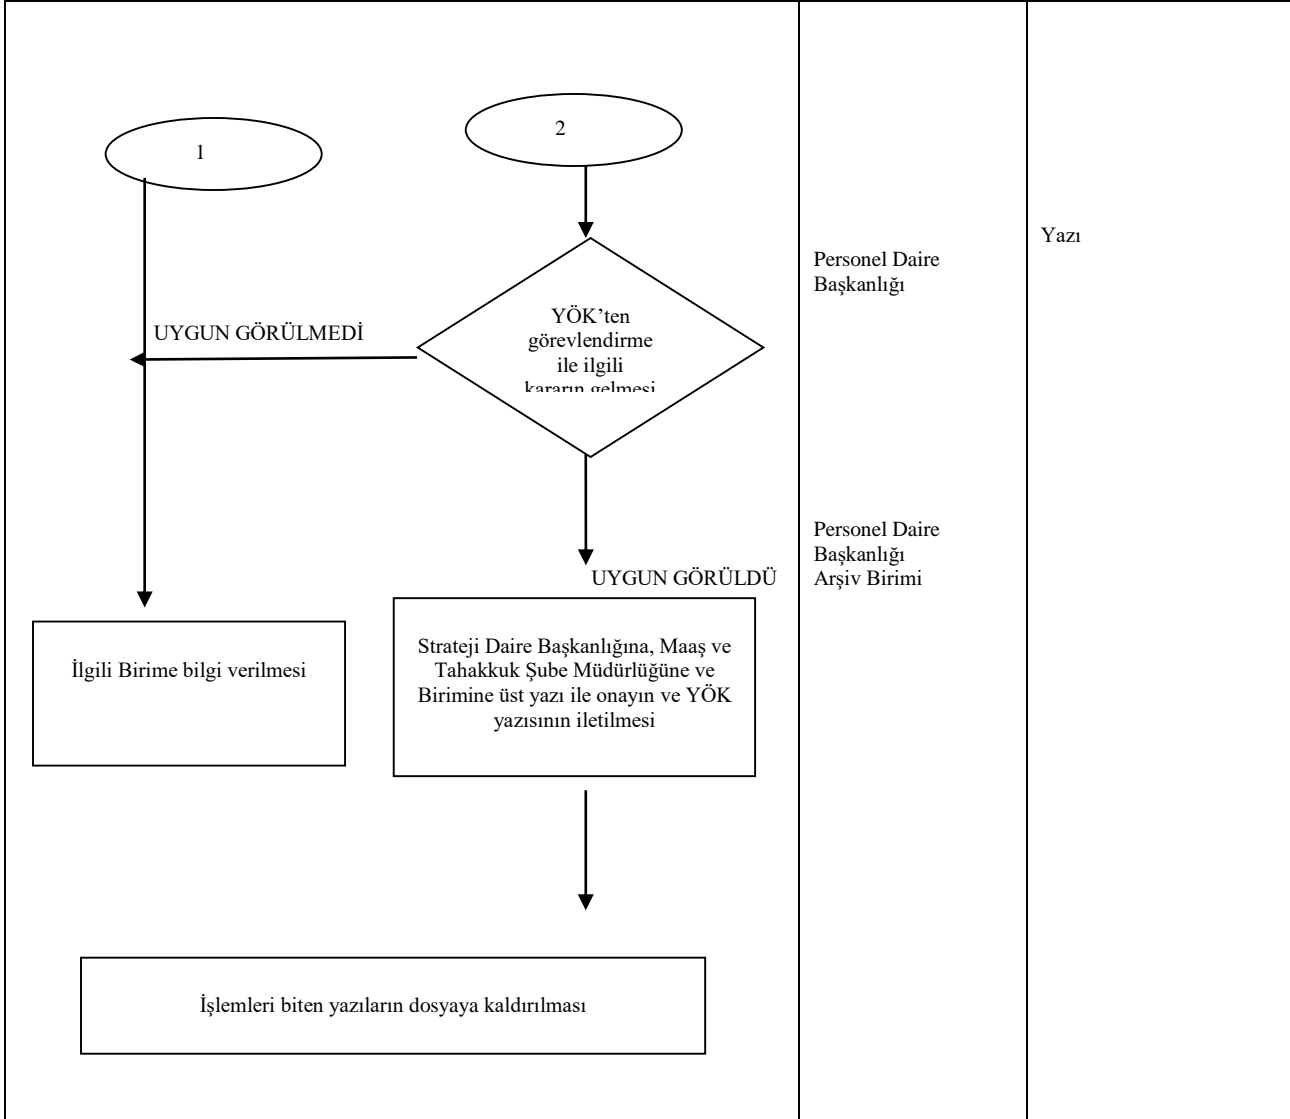 1
2
YÖK’ten
görevlendirme
ile ilgili
kararın gelmesi
UYGUN GÖRÜLMEDİ
UYGUN GÖRÜLDÜ
İlgili Birime bilgi verilmesi
Strateji Daire Başkanlığına, Maaş ve
Tahakkuk Şube Müdürlüğüne ve
Birimine üst yazı ile onayın ve YÖK
yazısının iletilmesi
İşlemleri biten yazıların dosyaya kaldırılması
Personel Daire
Başkanlığı
Personel Daire
Başkanlığı
Arşiv Birimi
Yazı